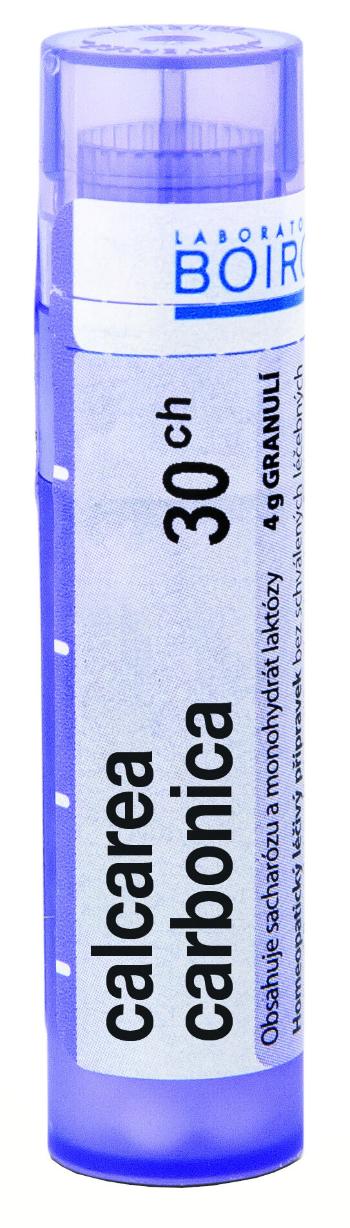 LABORATO
BOIRO
calcarea
carbonica 30 ch
Obsahuje sacharózu a monohydrát laktózy 4 g GRANULÍ
Homeopatický léčivý přípravek bez schválených léčebných